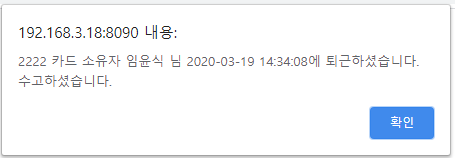 192.168.3.18:8090 내용:
2222 카드 소유자 임윤식 님 2020-03-19 14:34:08에 퇴근하셨습니다.
수고하셨습니다.
확인